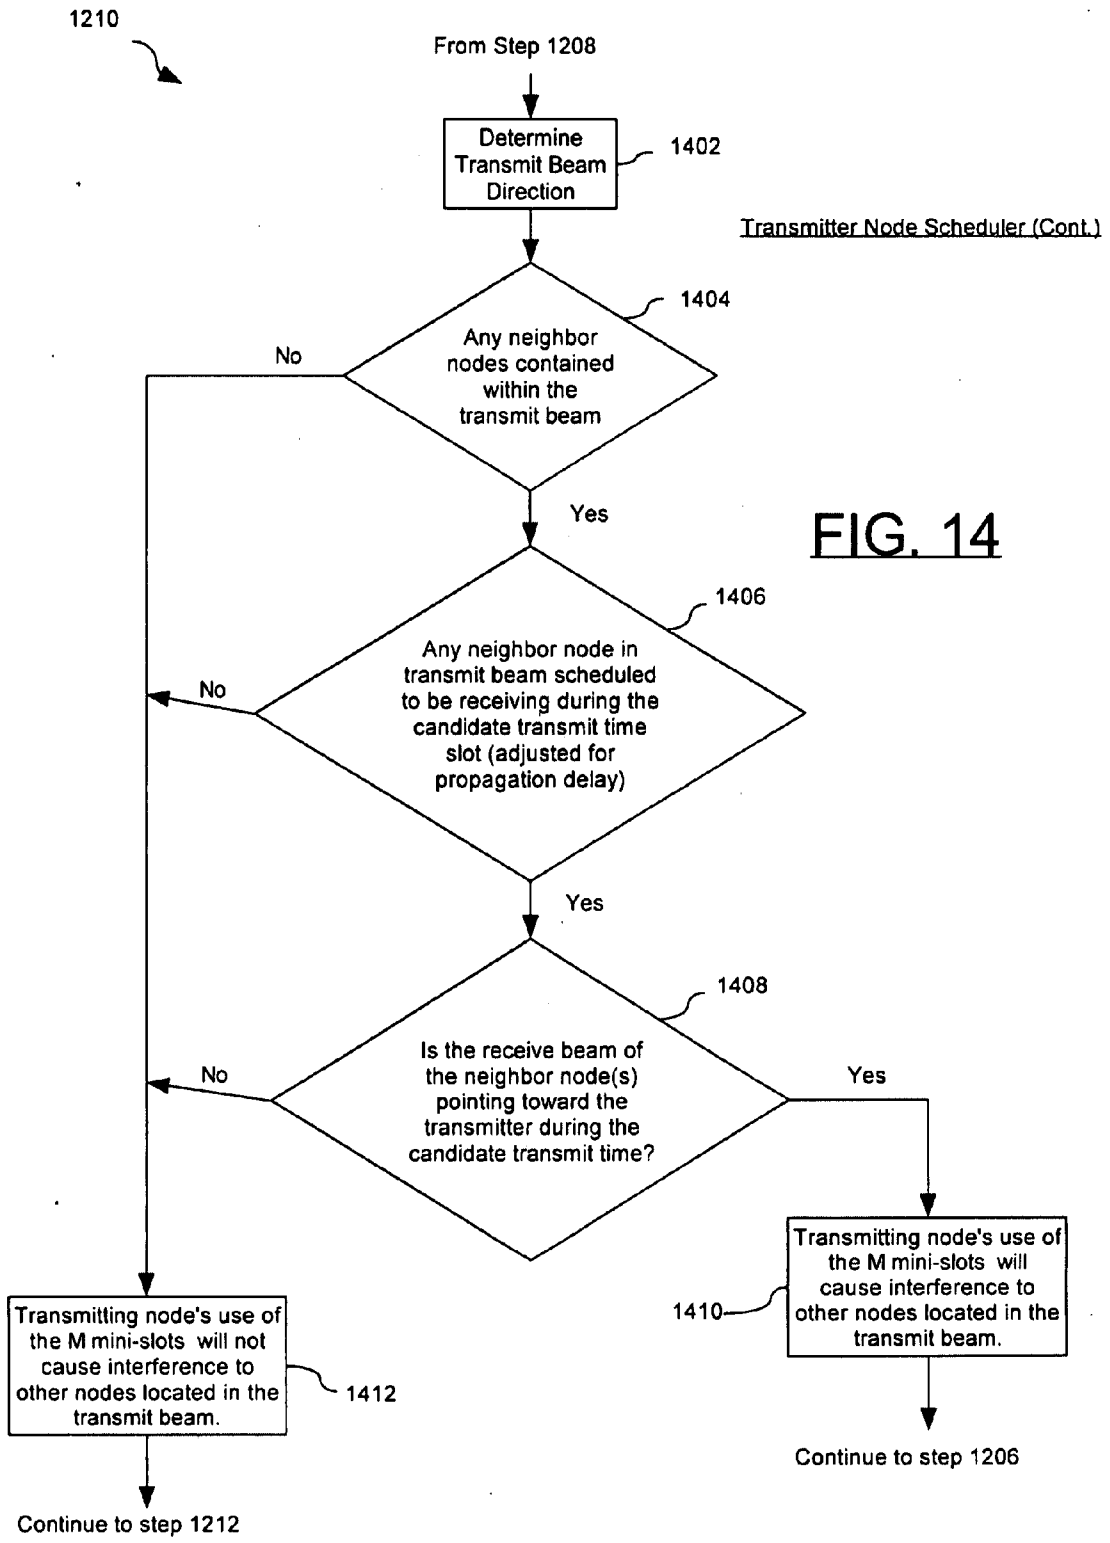 1210
From Step 1208
Determine
Transmit Beam
Direction
1402
Transmitter Node Scheduler (Cont.)
1404
Any neighbor
nodes contained
within the
transmit beam
No
Yes
FIG. 14
1406
Any neighbor node in
transmit beam scheduled
to be receiving during the
candidate transmit time
slot (adjusted for
propagation delay)
No
Yes
1408
Is the receive beam of
the neighbor node(s)
pointing toward the
transmitter during the
candidate transmit time?
No
Yes
Transmitting node's use of
the M mini-slots will
cause interference to
other nodes located in the
transmit beam.
1410
Transmitting node's use of
the M mini-slots will not
cause interference to
other nodes located in the
transmit beam.
1412
Continue to step 1206
Continue to step 1212